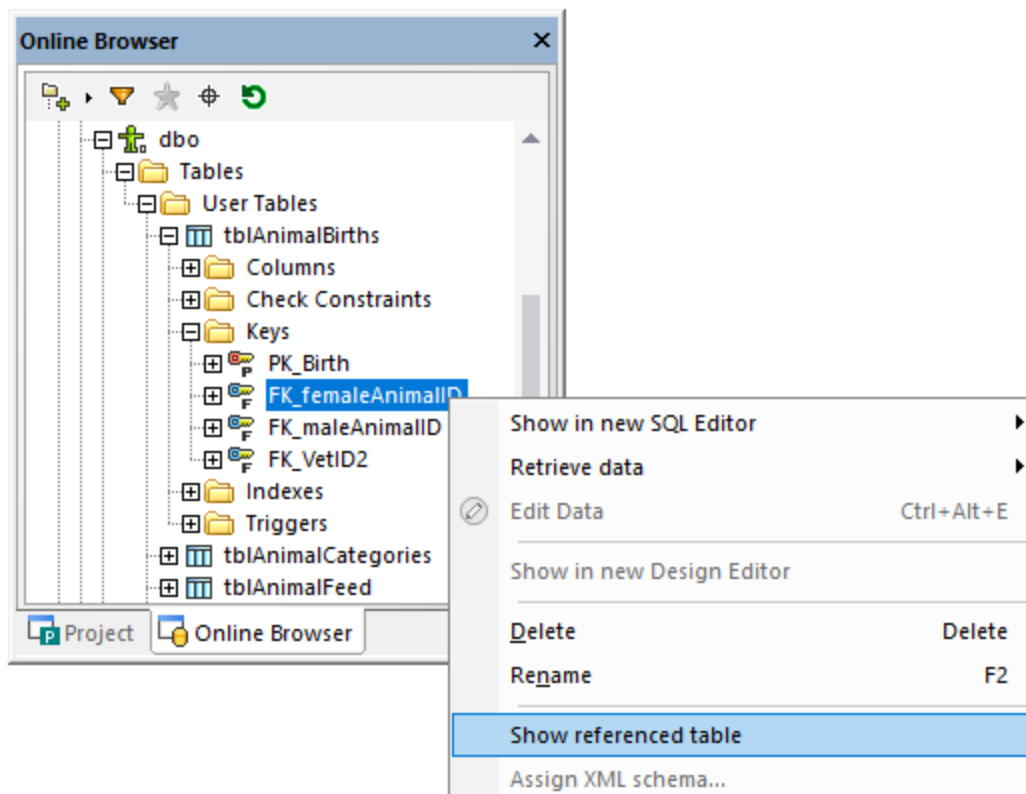 Online Browser
dbo
Tables
User Tables
tblAnimalBirths
Columns
Check Constraints
Keys
P PK_Birth
F FK_femaleAnimalID
F FK_maleAnimalID
F FK_VetID2
Indexes
Triggers
tblAnimalCategories
tblAnimalFeed
P Project Online Browser
Show in new SQL Editor
Retrieve data
Edit Data Ctrl+Alt+E
Show in new Design Editor
Delete Delete
Rename F2
Show referenced table
Assign XML schema...